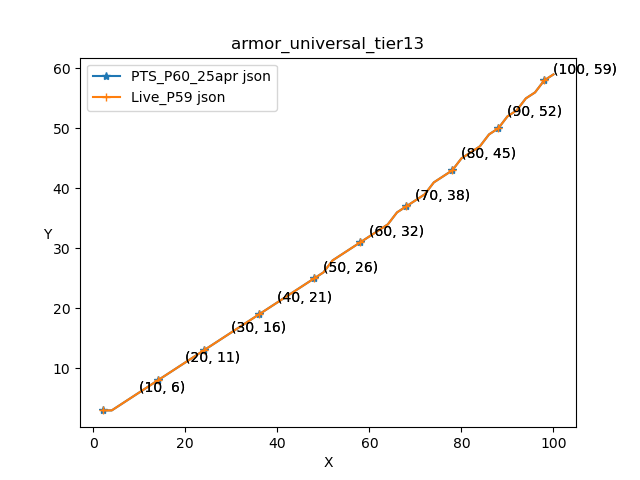 armor_universal_tier13
PTS_P60_25apr json
Live_P59 json
(100, 59)
(90, 52)
(80, 45)
(70, 38)
(60, 32)
(50, 26)
(40, 21)
(30, 16)
(20, 11)
(10, 6)
60
50
40
30
20
10
Y
0 20 40 60 80 100
X